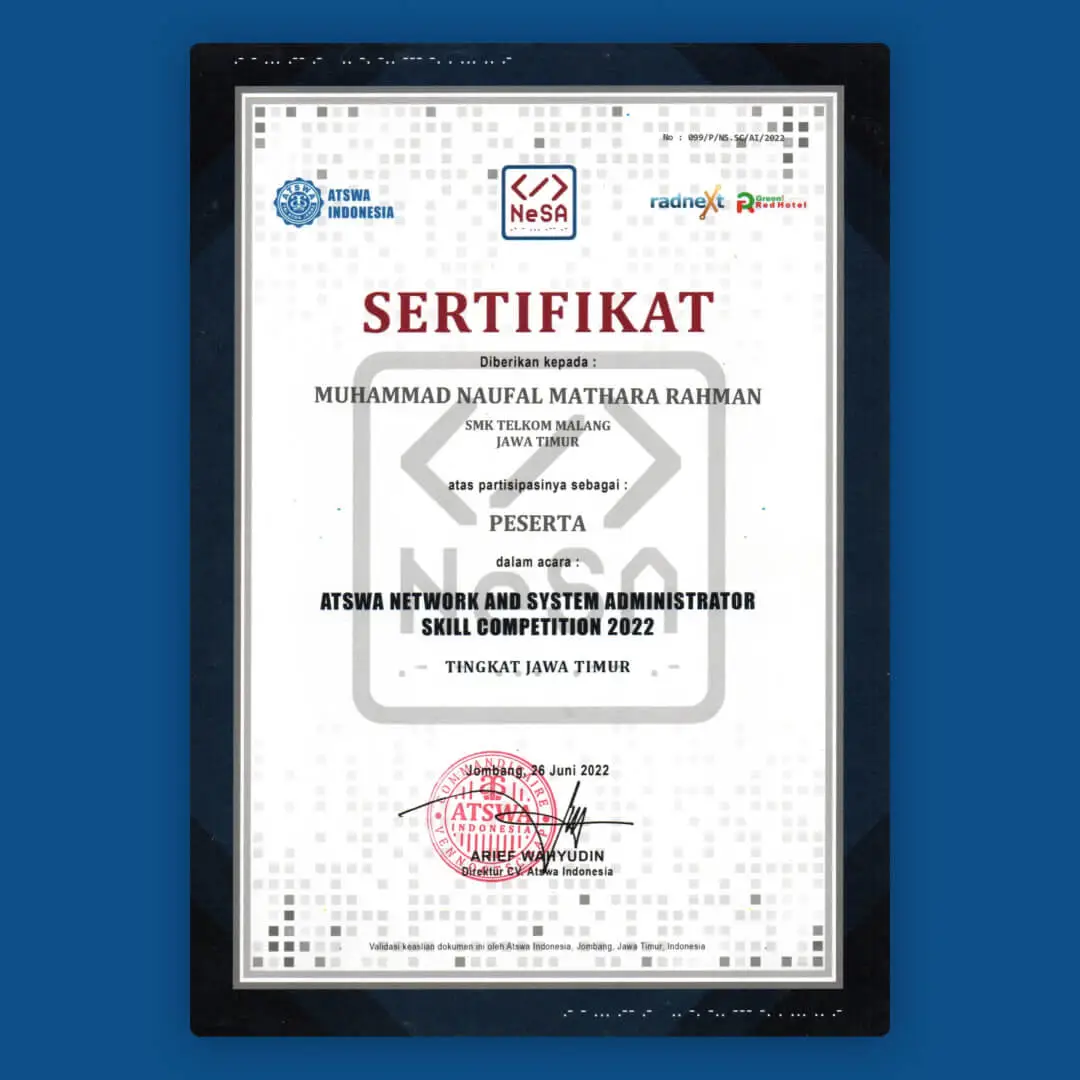 No : 099/P/NS.SC/AI/2022
ATSWA
INDONESIA
NeSA
radnext
Green
Red Hotel
SERTIFIKAT
Diberikan kepada :
MUHAMMAD NAUFAL MATHARA RAHMAN
SMK TELKOM MALANG
JAWA TIMUR
atas partisipasinya sebagai :
PESERTA
dalam acara :
NeSA
ATSWA NETWORK AND SYSTEM ADMINISTRATOR
SKILL COMPETITION 2022
TINGKAT JAWA TIMUR
Jombang, 26 Juni 2022
COMMANDITAIRE
ATSWA
INDONESIA
VENNOOTSCHAP
ARIEF WAHYUDIN
Direktur CV. Atswa Indonesia
Validasi keaslian dokumen ini oleh Atswa Indonesia, Jombang, Jawa Timur, Indonesia